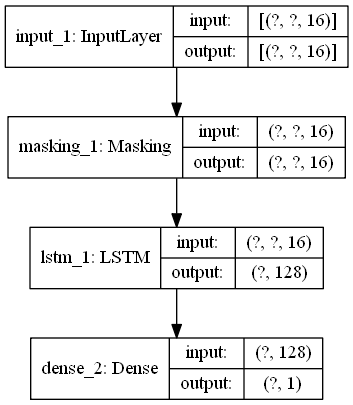 input_1: InputLayer
input: [(?, ?, 16)]
output: [(?, ?, 16)]
masking_1: Masking
input: (?, ?, 16)
output: (?, ?, 16)
lstm_1: LSTM
input: (?, ?, 16)
output: (?, 128)
dense_2: Dense
input: (?, 128)
output: (?, 1)